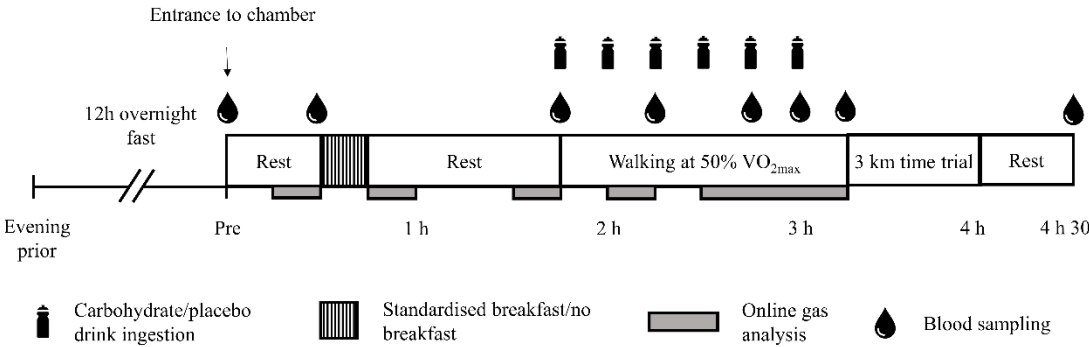 Entrance to chamber
12h overnight
fast
Rest
Rest
Walking at 50% VO2max
3 km time trial
Rest
Evening
prior
Pre
1 h
2 h
3 h
4 h
4 h 30
Carbohydrate/placebo
drink ingestion
Standardised breakfast/no
breakfast
Online gas
analysis
Blood sampling